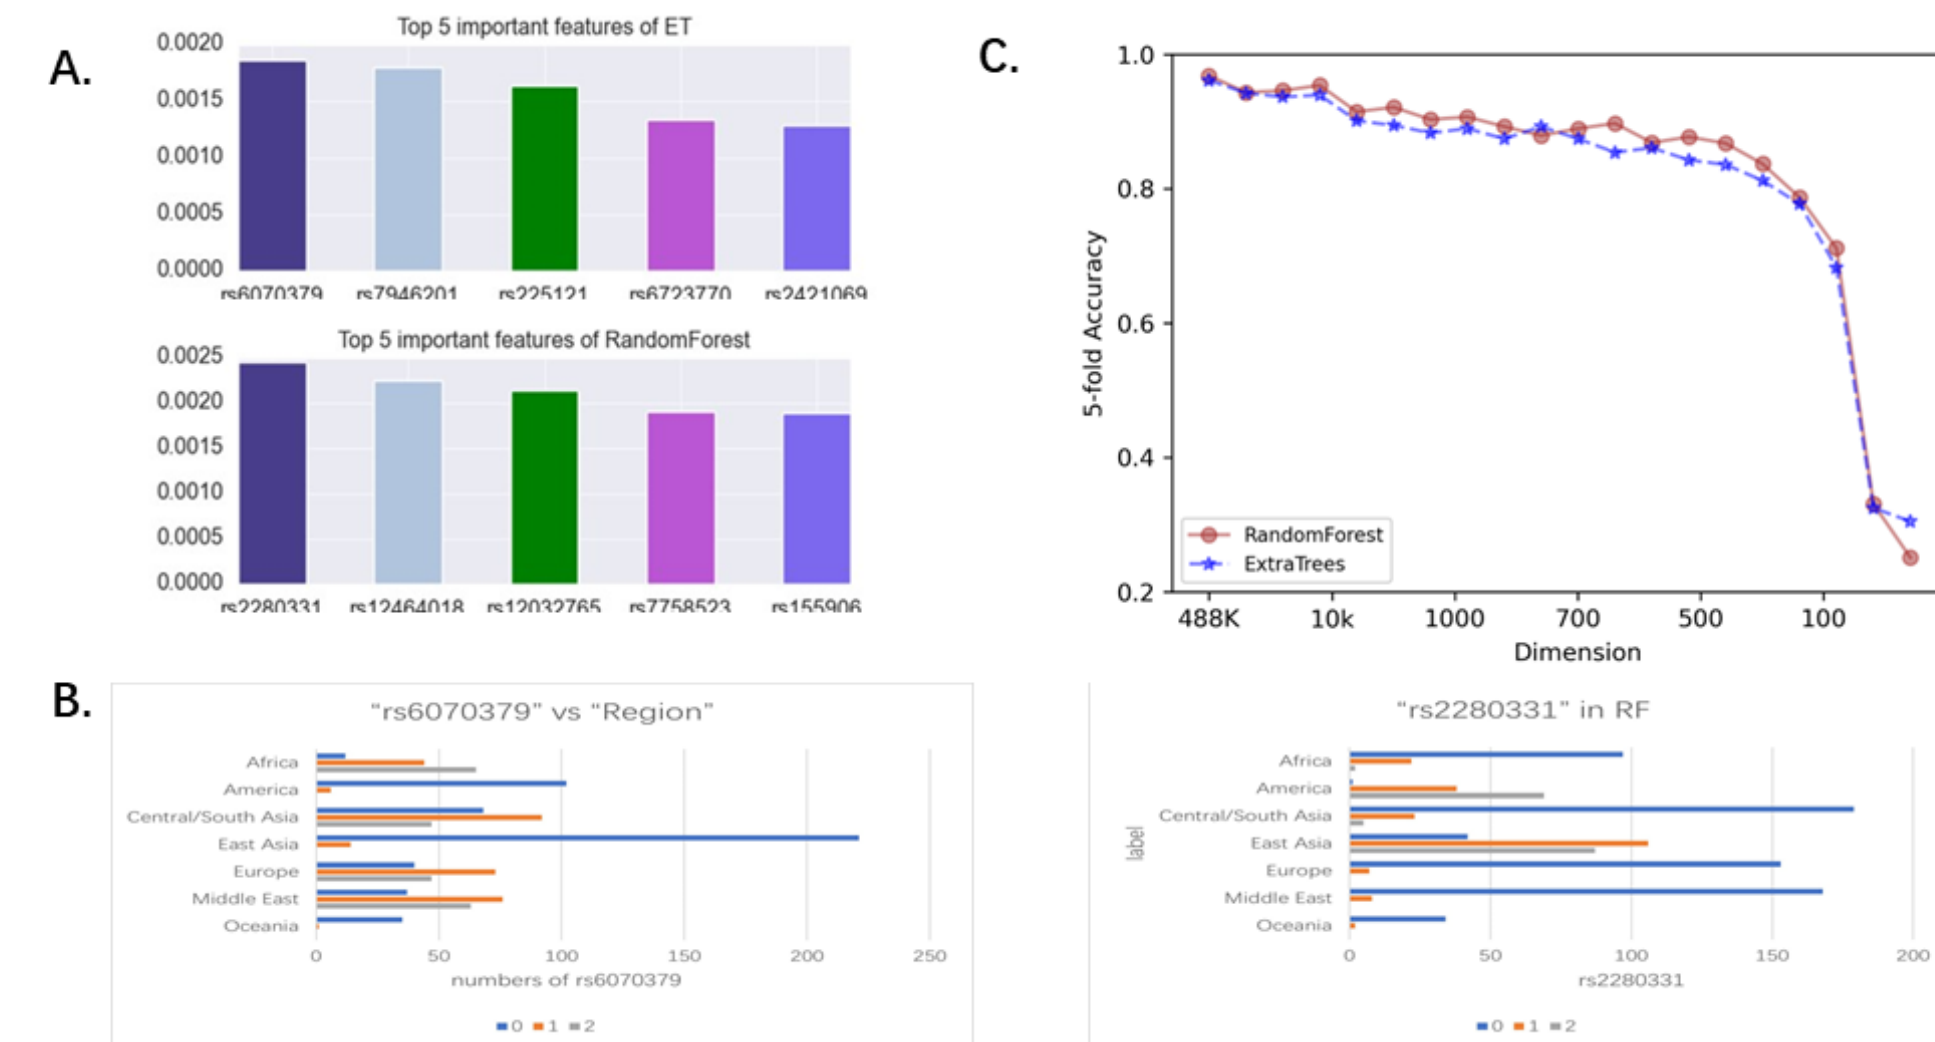 A.
Top 5 important features of ET
0.0020
0.0015
0.0010
0.0005
0.0000
rs6070379 rs7946201 rs225121 rs6723770 rs2421069
Top 5 important features of RandomForest
0.0025
0.0020
0.0015
0.0010
0.0005
0.0000
rs2280331 rs12464018 rs12032765 rs7758523 rs155906
C.
1.0
0.8
0.6
0.4
0.2
5-fold Accuracy
RandomForest
ExtraTrees
488K 10k 1000 700 500 100
Dimension
B.
“rs6070379” vs “Region”
Africa
America
Central/South Asia
East Asia
Europe
Middle East
Oceania
0 50 100 150 200 250
numbers of rs6070379
0 1 2
“rs2280331” in RF
label
Africa
America
Central/South Asia
East Asia
Europe
Middle East
Oceania
0 50 100 150 200
rs2280331
0 1 2